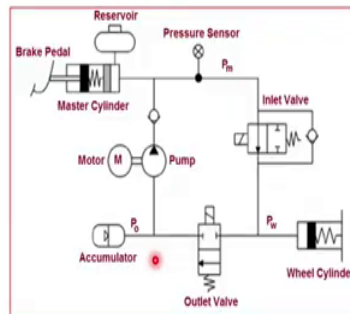 Reservoir
Pressure Sensor
Brake Pedal
Pm
Master Cylinder
Inlet Valve
Motor
M
Pump
Po
Pw
Accumulator
Wheel Cylinde
Outlet Valve